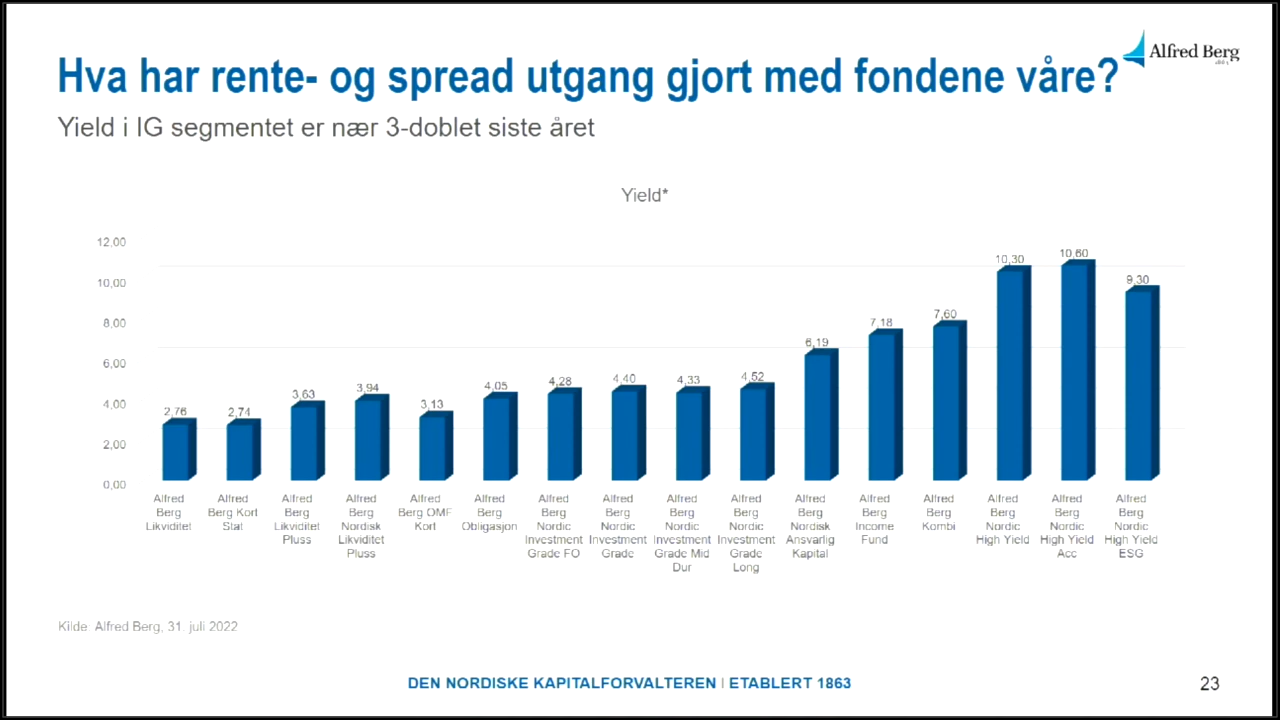 Hva har rente- og spread utgang gjort med fondene våre?
Alfred Berg
Yield i IG segmentet er nær 3-doblet siste året
Yield*
12,00
10,00
8,00
6,00
4,00
2,00
0,00
2,76
2,74
3,63
3,94
3,13
4,05
4,28
4,40
4,33
4,52
6,19
7,18
7,60
10,30
10,60
9,30
Alfred
Berg
Likviditet
Alfred
Berg Kort
Stat
Alfred
Berg
Likviditet
Pluss
Alfred
Berg
Nordisk
Likviditet
Pluss
Alfred
Berg OMF
Kort
Alfred
Berg
Obligasjon
Alfred
Berg
Nordic
Investment
Grade FO
Alfred
Berg
Nordic
Investment
Grade
Alfred
Berg
Nordic
Investment
Grade Mid
Dur
Alfred
Berg
Nordic
Investment
Grade
Long
Alfred
Berg
Nordisk
Ansvarlig
Kapital
Alfred
Berg
Income
Fund
Alfred
Berg
Kombi
Alfred
Berg
Nordic
High Yield
Alfred
Berg
Nordic
High Yield
Acc
Alfred
Berg
Nordic
High Yield
ESG
Kilde: Alfred Berg, 31. juli 2022
DEN NORDISKE KAPITALFORVALTEREN | ETABLERT 1863
23